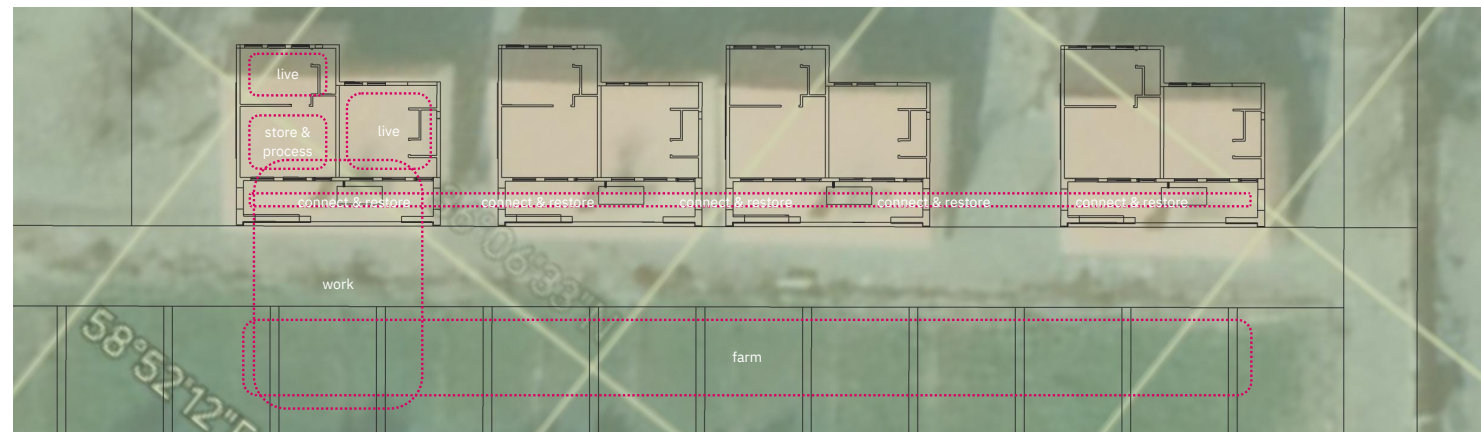 live
live
store &
process
connect & restore
connect & restore
connect & restore
connect & restore
connect & restore
work
farm
58°52'12"